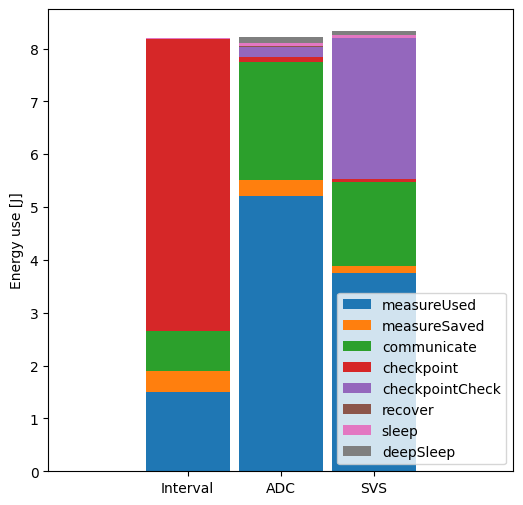 Energy use [J]
8
7
6
5
4
3
2
1
0
Interval ADC SVS
measureUsed
measureSaved
communicate
checkpoint
checkpointCheck
recover
sleep
deepSleep